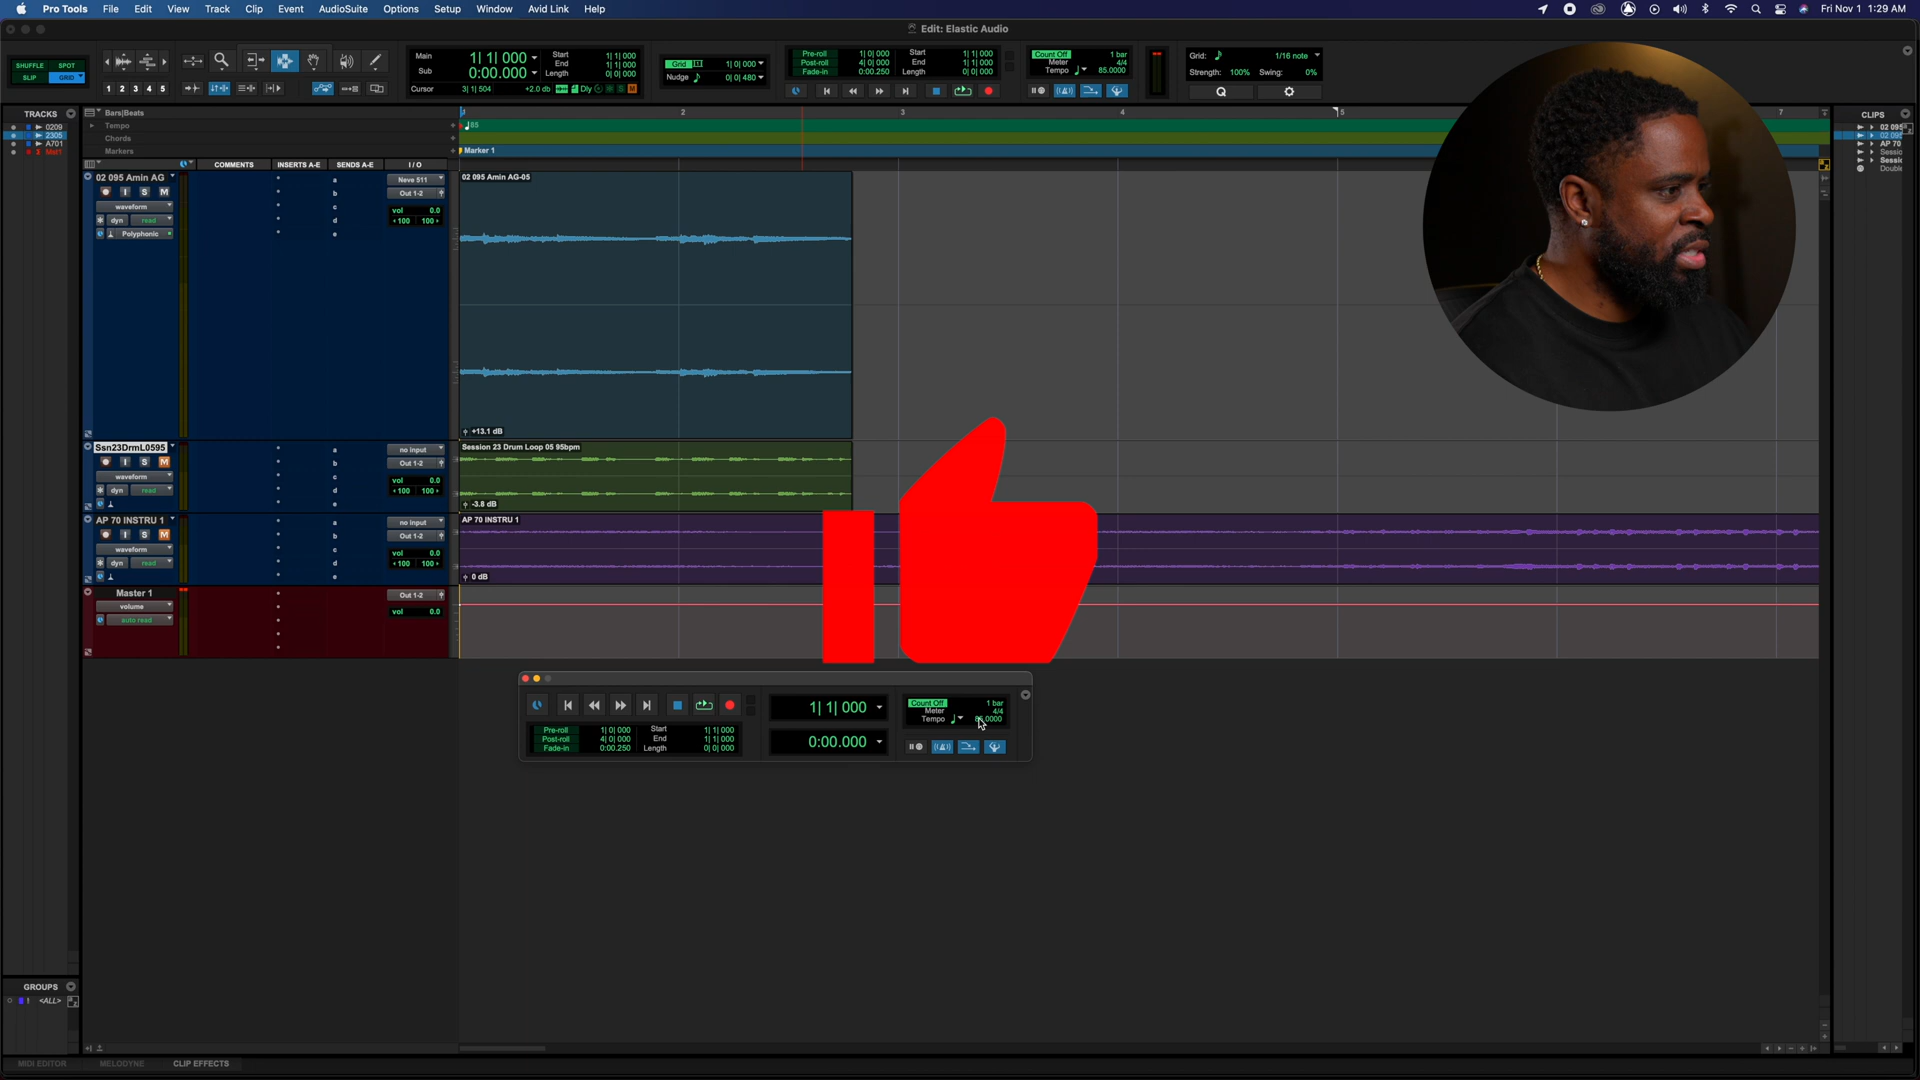 Pro Tools File Edit View Track Clip Event AudioSuite Options Setup Window Avid Link Help Fri Nov 1 1:29 AM
Edit: Elastic Audio
SHUFFLE SPOT
SLIP GRID
1 2 3 4 5
Main 1| 1| 000
Sub 0:00.000
Start 1| 1| 000
End 1| 1| 000
Length 0| 0| 000
Cursor 3| 1| 504 +2.0 db Dly
Grid 1| 0| 000
Nudge 0| 0| 480
Pre-roll 1| 0| 000 Start 1| 1| 000
Post-roll 4| 0| 000 End 1| 1| 000
Fade-in 0:00.250 Length 0| 0| 000
Count Off 1 bar
Meter 4/4
Tempo 85.0000
Grid: 1/16 note
Strength: 100% Swing: 0%
Q
TRACKS
0209
2305
A701
Mst1
Bars|Beats
Tempo
Chords
Markers
1 2 3 4 5 7
85
Marker 1
COMMENTS INSERTS A-E SENDS A-E I / O
02 095 Amin AG
I S M
waveform
dyn read
Polyphonic
a
b
c
d
e
Neve 511
Out 1-2
vol 0.0
100 100
02 095 Amin AG-05
+13.1 dB
Ssn23DrmL0595
I S M
waveform
dyn read
a
b
c
d
e
no input
Out 1-2
vol 0.0
100 100
Session 23 Drum Loop 05 95bpm
-3.8 dB
AP 70 INSTRU 1
I S M
waveform
dyn read
a
b
c
d
e
no input
Out 1-2
vol 0.0
100 100
AP 70 INSTRU 1
0 dB
Master 1
volume
auto read
Out 1-2
vol 0.0
1| 1| 000
0:00.000
Pre-roll 1| 0| 000 Start 1| 1| 000
Post-roll 4| 0| 000 End 1| 1| 000
Fade-in 0:00.250 Length 0| 0| 000
Count Off 1 bar
Meter 4/4
Tempo 85.0000
CLIPS
02 095
02 095
AP 70
Sessio
Sessio
Double
GROUPS
! <ALL>
MIDI EDITOR MELODYNE CLIP EFFECTS